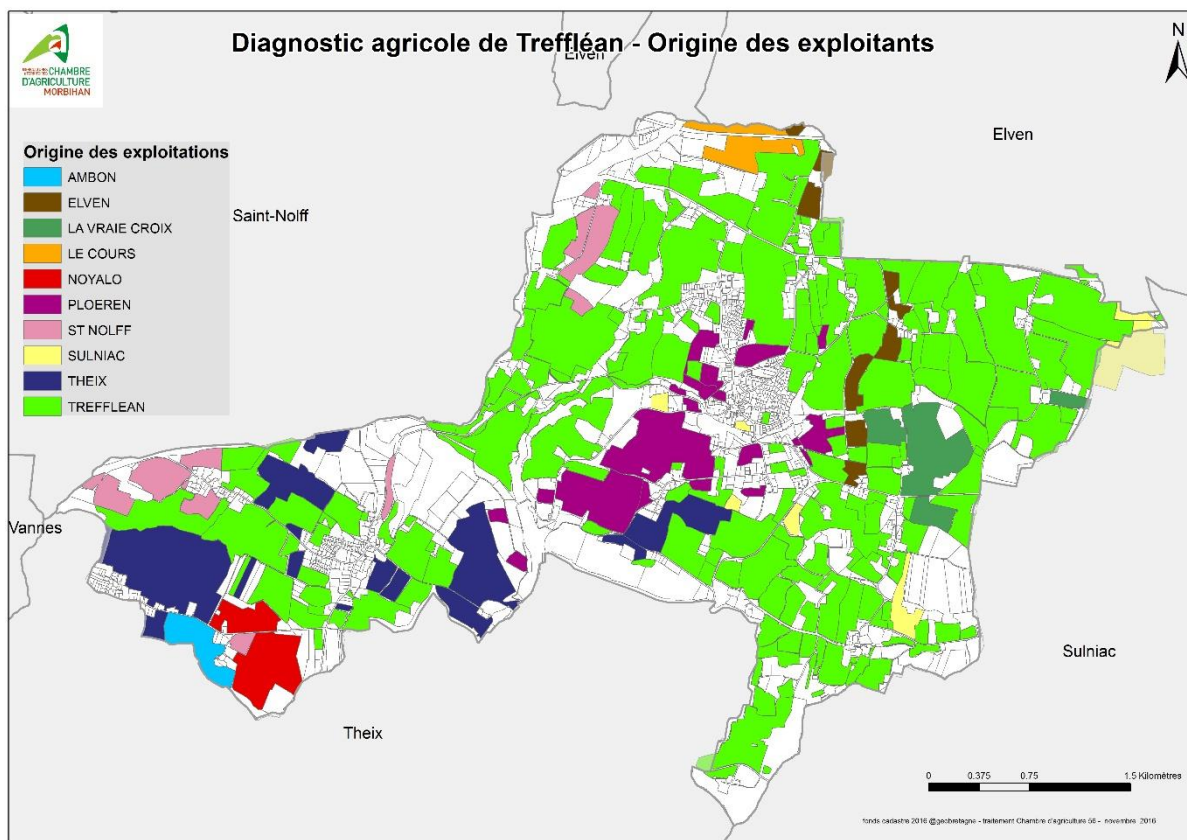 CHAMBRE
D'AGRICULTURE
MORBIHAN
Diagnostic agricole de Treffléan - Origine des exploitants
N
Elven
Elven
Origine des exploitations
AMBON
ELVEN
LA VRAIE CROIX
LE COURS
NOYALO
PLOEREN
ST NOLFF
SULNIAC
THEIX
TREFFLEAN
Saint-Nolff
Vannes
Sulniac
Theix
0 0.375 0.75 1.5 Kilomètres
fonds cadastre 2016 @geobretagne - traitement Chambre d'agriculture 56 - novembre 2016